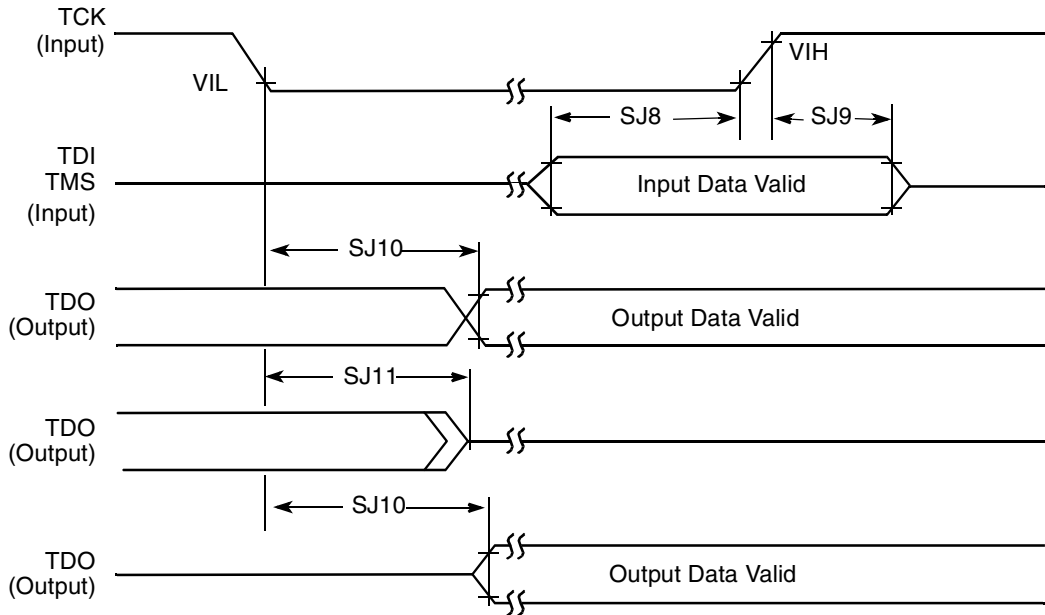 TCK
(Input)
VIL
VIH
SJ8
SJ9
TDI
TMS
(Input)
Input Data Valid
SJ10
TDO
(Output)
Output Data Valid
SJ11
TDO
(Output)
SJ10
TDO
(Output)
Output Data Valid